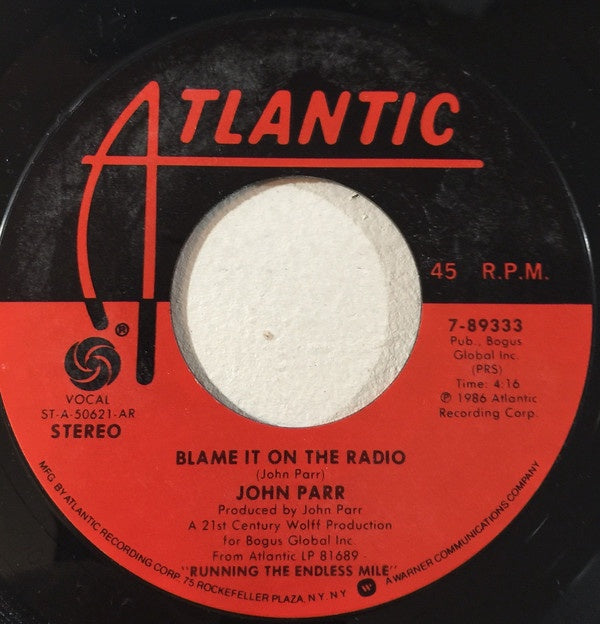 ATLANTIC
45 R.P.M.
®
VOCAL
ST-A-50621-AR
STEREO
7-89333
Pub., Bogus
Global Inc.
(PRS)
Time: 4:16
℗ 1986 Atlantic
Recording Corp.
BLAME IT ON THE RADIO
(John Parr)
JOHN PARR
Produced by John Parr
A 21st Century Wolff Production
for Bogus Global Inc.
From Atlantic LP 81689 -
"RUNNING THE ENDLESS MILE"
MFG. BY ATLANTIC RECORDING CORP. 75 ROCKEFELLER PLAZA, N.Y. N.Y. W A WARNER COMMUNICATIONS COMPANY